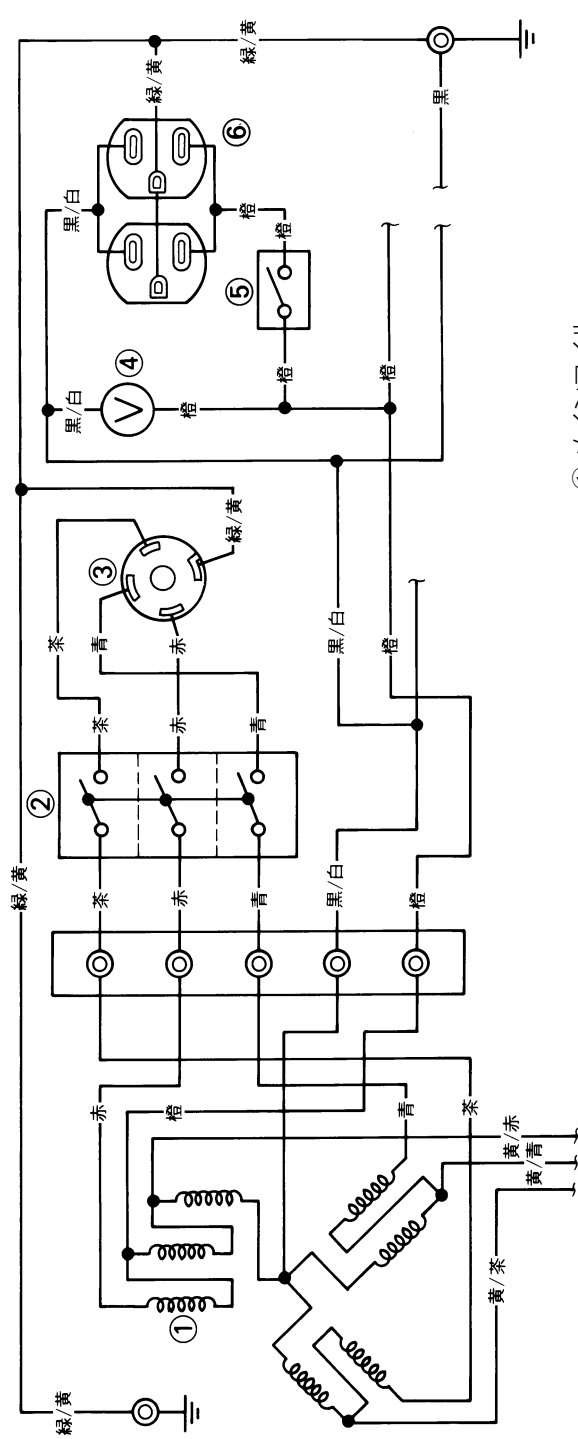 緑/黄
②
緑/黄
茶
黒/白
黒/白
赤
茶
茶
青
③
④
緑/黄
①
橙
赤
赤
赤
橙
⑤
⑥
緑/黄
緑/黄
橙
青
青
橙
橙
黒/白
黒/白
橙
橙
青
橙
黒
茶
黄/茶
黄/赤
黄/青